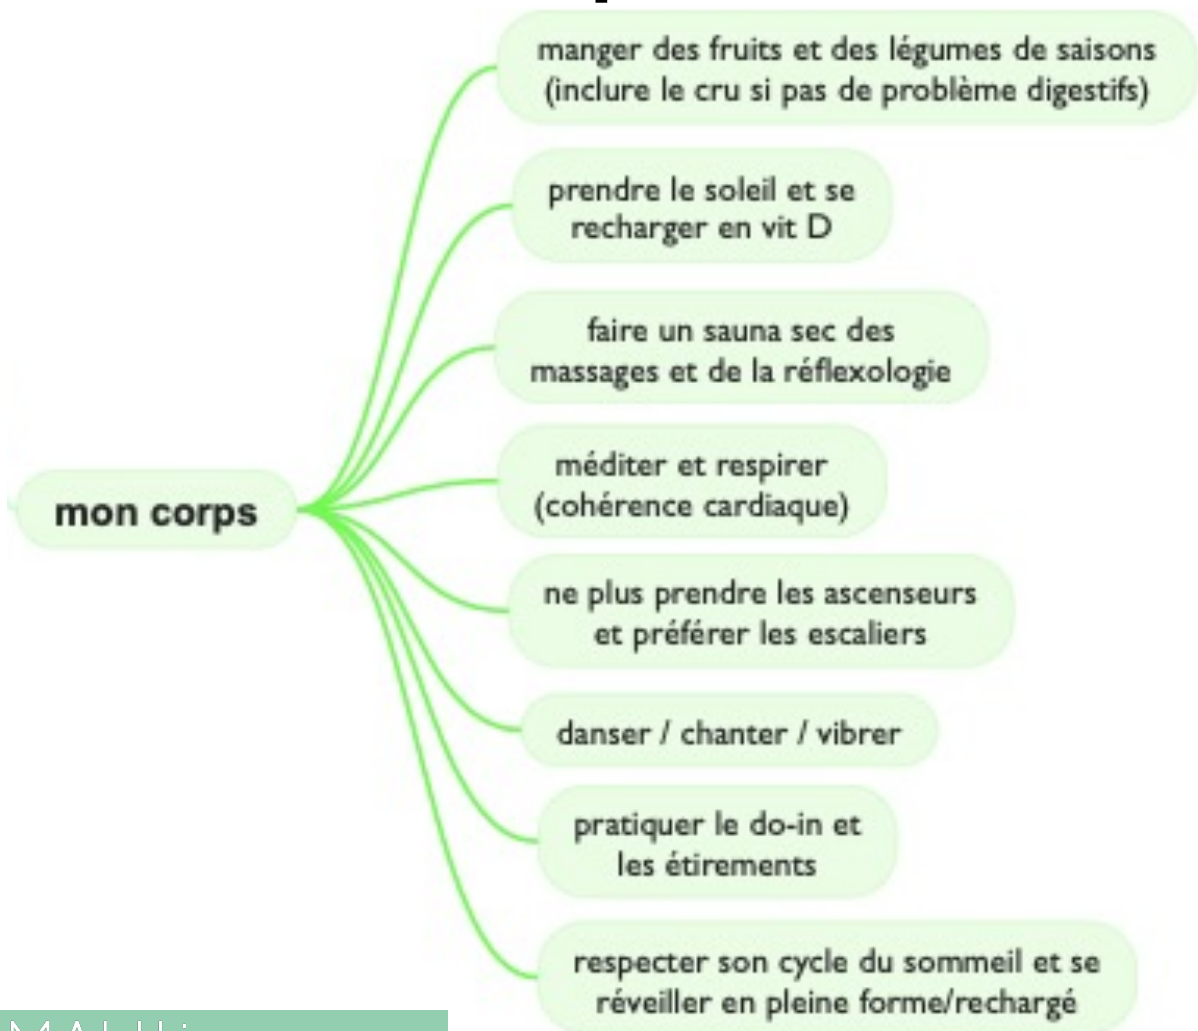 manger des fruits et des légumes de saisons
(inclure le cru si pas de problème digestifs)
prendre le soleil et se
recharger en vit D
faire un sauna sec des
massages et de la réflexologie
méditer et respirer
(cohérence cardiaque)
mon corps
ne plus prendre les ascenseurs
et préférer les escaliers
danser / chanter / vibrer
pratiquer le do-in et
les étirements
respecter son cycle du sommeil et se
réveiller en pleine forme/rechargé